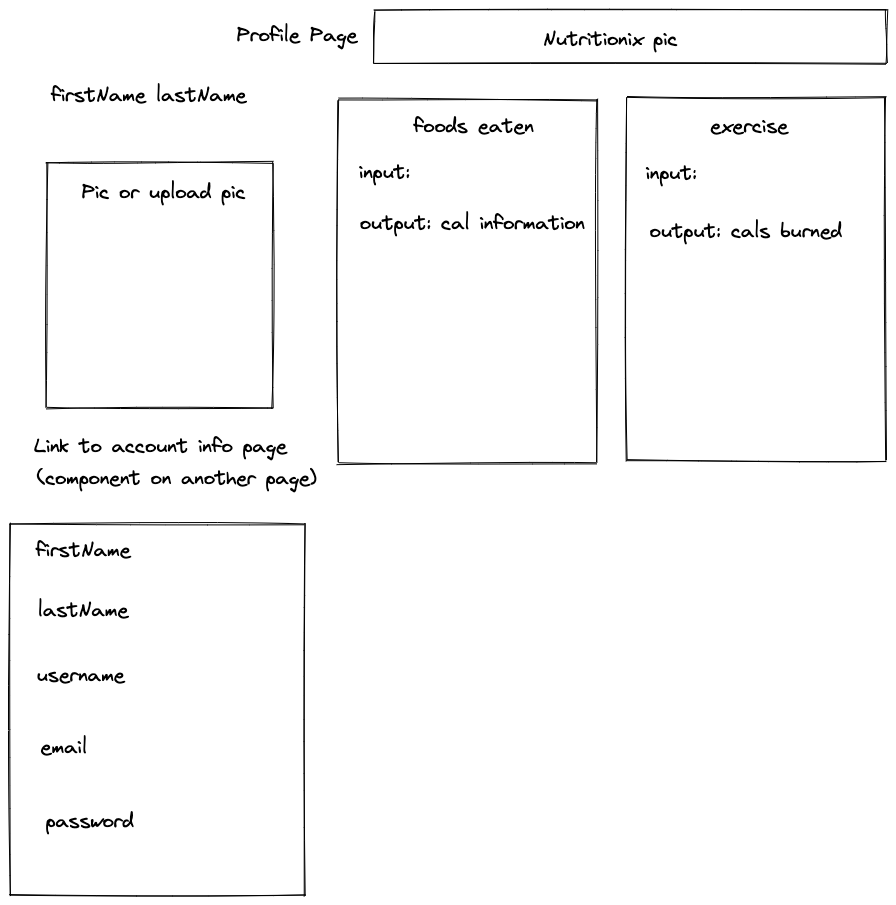 Profile Page
Nutritionix pic
firstName lastName
Pic or upload pic
Link to account info page
(component on another page)
foods eaten
input:
output: cal information
exercise
input:
output: cals burned
firstName
lastName
username
email
password